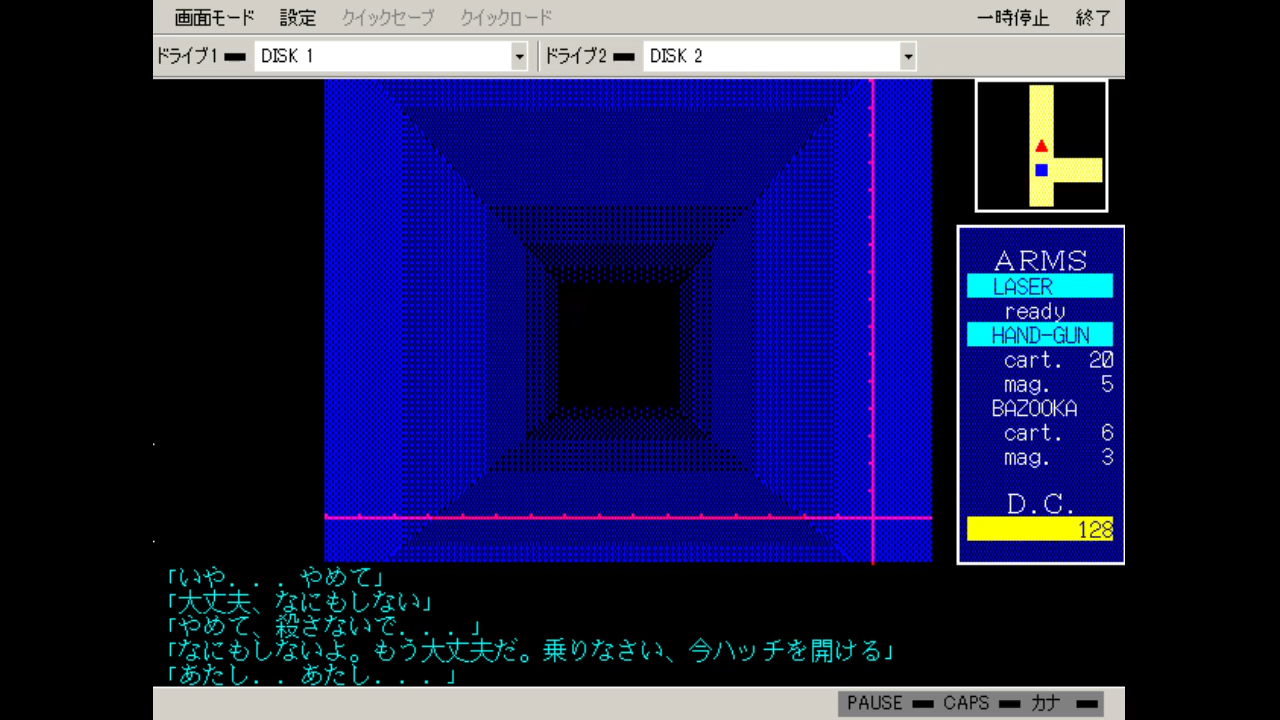 画面モード 設定 クイックセーブ クイックロード 一時停止 終了
ドライブ1 DISK 1 ドライブ2 DISK 2
ARMS
LASER
ready
HAND-GUN
cart. 20
mag. 5
BAZOOKA
cart. 6
mag. 3
D.C.
128
「いや. . . やめて」
「大丈夫、なにもしない」
「やめて、殺さないで. . . 」
「なにもしないよ。もう大丈夫だ。乗りなさい、今ハッチを開ける」
「あたし. . あたし. . . 」
PAUSE CAPS カナ